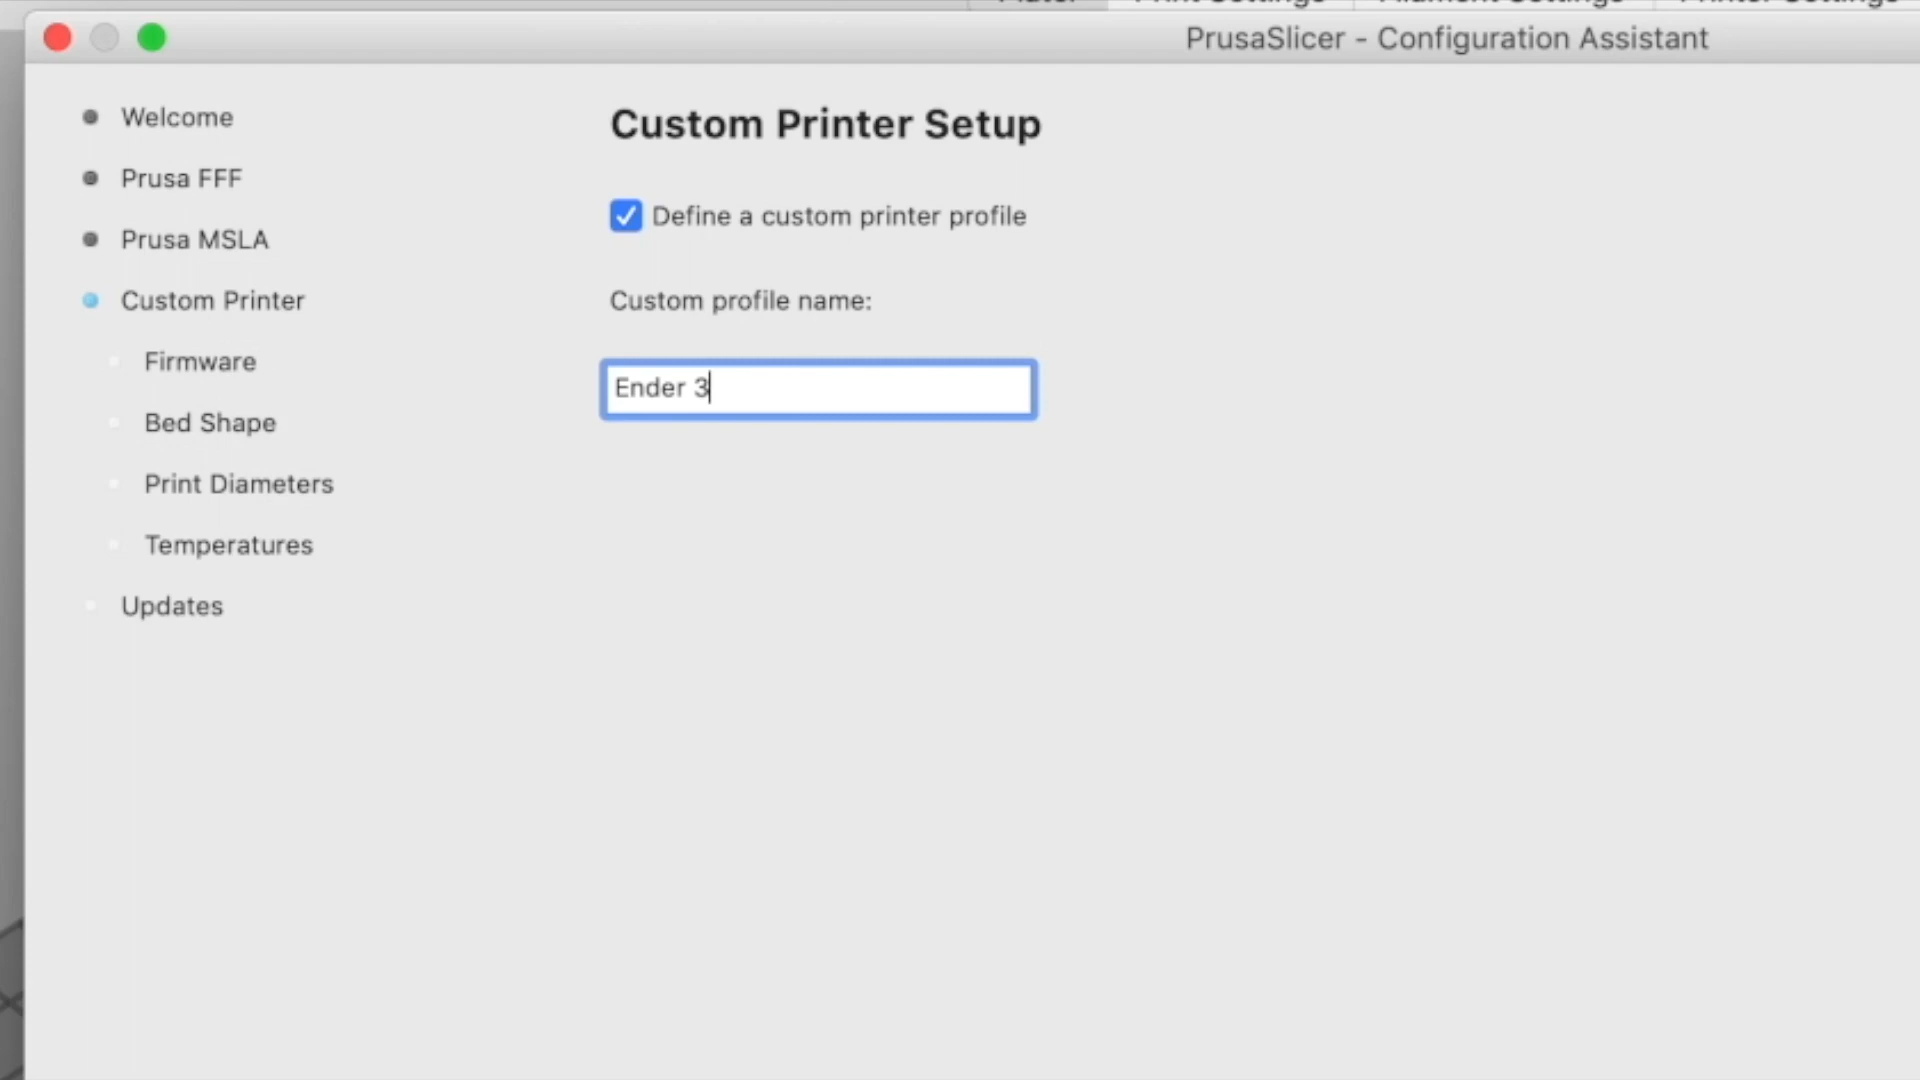 PrusaSlicer - Configuration Assistant
Welcome
Prusa FFF
Prusa MSLA
Custom Printer
Firmware
Bed Shape
Print Diameters
Temperatures
Updates
Custom Printer Setup
Define a custom printer profile
Custom profile name:
Ender 3